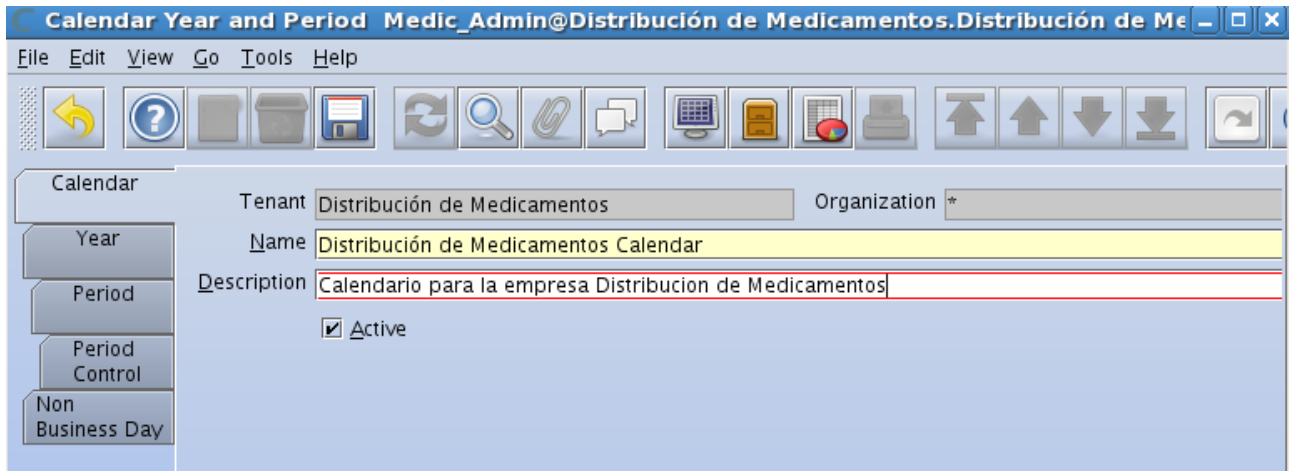 Calendar Year and Period Medic_Admin@Distribución de Medicamentos.Distribución de Me
File Edit View Go Tools Help
Calendar
Tenant Distribución de Medicamentos Organization *
Year
Name Distribución de Medicamentos Calendar
Description Calendario para la empresa Distribucion de Medicamentos
Period
Active
Period
Control
Non
Business Day